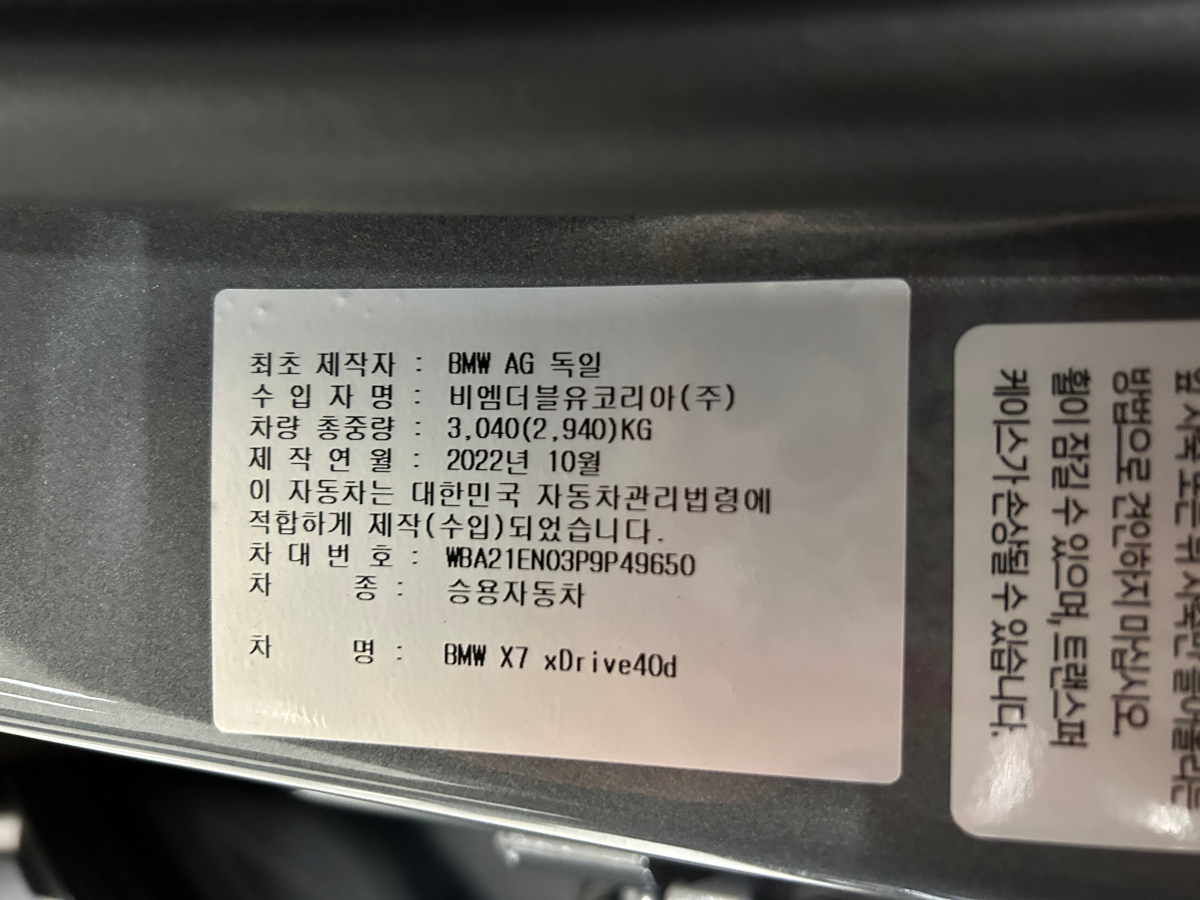 최초 제작자 : BMW AG 독일
수 입 자 명 : 비엠더블유코리아(주)
차량 총중량 : 3,040(2,940)KG
제 작 연 월 : 2022년 10월
이 자동차는 대한민국 자동차관리법령에
적합하게 제작(수입)되었습니다.
차 대 번 호 : WBA21EN03P9P49650
차 종 : 승용자동차
차 명 : BMW X7 xDrive40d
방법으로 견인하지 마십시오.
휠이 잠길 수 있으며, 트랜스퍼
케이스가 손상될 수 있습니다.